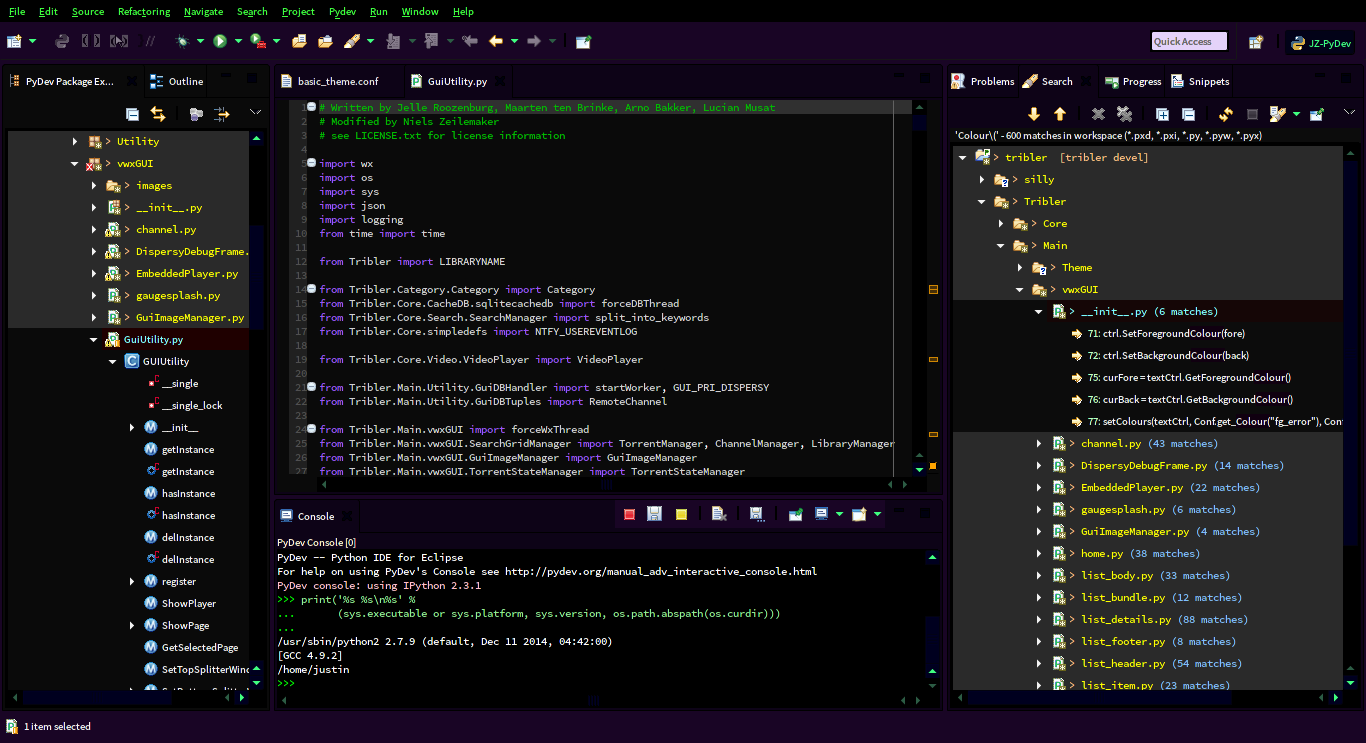 File Edit Source Refactoring Navigate Search Project Pydev Run Window Help
Quick Access
JZ-PyDev
PyDev Package Ex...
Outline
Utility
vwxGUI
> images
> __init__.py
> channel.py
> DispersyDebugFrame.
> EmbeddedPlayer.py
> gaugesplash.py
> GuiImageManager.py
GuiUtility.py
GUIUtility
__single
__single_lock
__init__
getInstance
getInstance
hasInstance
hasInstance
delInstance
delInstance
register
ShowPlayer
ShowPage
GetSelectedPage
SetTopSplitterWind
basic_theme.conf
GuiUtility.py
1 # Written by Jelle Roozenburg, Maarten ten Brinke, Arno Bakker, Lucian Musat
2 # Modified by Niels Zeilemaker
3 # see LICENSE.txt for license information
4
5 import wx
6 import os
7 import sys
8 import json
9 import logging
10 from time import time
11
12 from Tribler import LIBRARYNAME
13
14 from Tribler.Category.Category import Category
15 from Tribler.Core.CacheDB.sqlitecachedb import forceDBThread
16 from Tribler.Core.Search.SearchManager import split_into_keywords
17 from Tribler.Core.simpledefs import NTFY_USEREVENTLOG
18
19 from Tribler.Core.Video.VideoPlayer import VideoPlayer
20
21 from Tribler.Main.Utility.GuiDBHandler import startWorker, GUI_PRI_DISPERSY
22 from Tribler.Main.Utility.GuiDBTuples import RemoteChannel
23
24 from Tribler.Main.vwxGUI import forceWxThread
25 from Tribler.Main.vwxGUI.SearchGridManager import TorrentManager, ChannelManager, LibraryManager
26 from Tribler.Main.vwxGUI.GuiImageManager import GuiImageManager
27 from Tribler.Main.vwxGUI.TorrentStateManager import TorrentStateManager
Console
PyDev Console [0]
PyDev -- Python IDE for Eclipse
For help on using PyDev's Console see http://pydev.org/manual_adv_interactive_console.html
PyDev console: using IPython 2.3.1
>>> print('%s %s\n%s' %
... (sys.executable or sys.platform, sys.version, os.path.abspath(os.curdir)))
...
/usr/sbin/python2 2.7.9 (default, Dec 11 2014, 04:42:00)
[GCC 4.9.2]
/home/justin
>>>
Problems
Search
Progress
Snippets
'Colour\(' - 600 matches in workspace (*.pxd, *.pxi, *.py, *.pyw, *.pyx)
> tribler [tribler devel]
> silly
> Tribler
> Core
> Main
> Theme
> vwxGUI
> __init__.py (6 matches)
71: ctrl.SetForegroundColour(fore)
72: ctrl.SetBackgroundColour(back)
75: curFore = textCtrl.GetForegroundColour()
76: curBack = textCtrl.GetBackgroundColour()
77: setColours(textCtrl, Conf.get_Colour("fg_error"), Con
> channel.py (43 matches)
> DispersyDebugFrame.py (14 matches)
> EmbeddedPlayer.py (22 matches)
> gaugesplash.py (6 matches)
> GuiImageManager.py (4 matches)
> home.py (38 matches)
> list_body.py (33 matches)
> list_bundle.py (12 matches)
> list_details.py (88 matches)
> list_footer.py (8 matches)
> list_header.py (54 matches)
> list_item.py (23 matches)
1 item selected